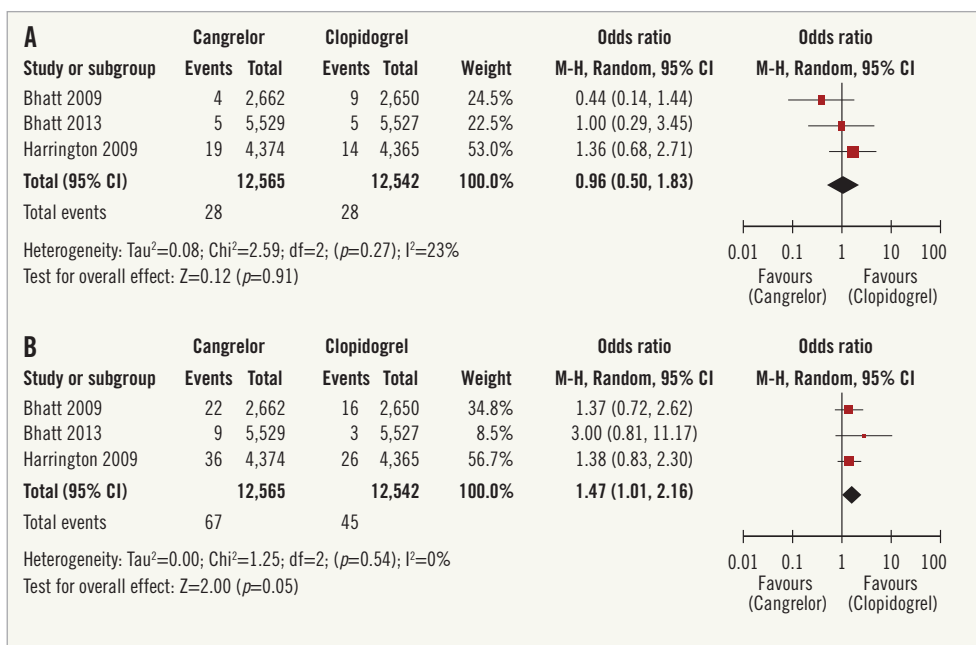 A
Cangrelor Clopidogrel Odds ratio Odds ratio
Study or subgroup Events Total Events Total Weight M-H, Random, 95% CI M-H, Random, 95% CI
Bhatt 2009 4 2,662 9 2,650 24.5% 0.44 (0.14, 1.44)
Bhatt 2013 5 5,529 5 5,527 22.5% 1.00 (0.29, 3.45)
Harrington 2009 19 4,374 14 4,365 53.0% 1.36 (0.68, 2.71)
Total (95% CI) 12,565 12,542 100.0% 0.96 (0.50, 1.83)
Total events 28 28
Heterogeneity: Tau²=0.08; Chi²=2.59; df=2; (p=0.27); I²=23%
Test for overall effect: Z=0.12 (p=0.91)
0.01 0.1 1 10 100
Favours Favours
(Cangrelor) (Clopidogrel)
B
Cangrelor Clopidogrel Odds ratio Odds ratio
Study or subgroup Events Total Events Total Weight M-H, Random, 95% CI M-H, Random, 95% CI
Bhatt 2009 22 2,662 16 2,650 34.8% 1.37 (0.72, 2.62)
Bhatt 2013 9 5,529 3 5,527 8.5% 3.00 (0.81, 11.17)
Harrington 2009 36 4,374 26 4,365 56.7% 1.38 (0.83, 2.30)
Total (95% CI) 12,565 12,542 100.0% 1.47 (1.01, 2.16)
Total events 67 45
Heterogeneity: Tau²=0.00; Chi²=1.25; df=2; (p=0.54); I²=0%
Test for overall effect: Z=2.00 (p=0.05)
0.01 0.1 1 10 100
Favours Favours
(Cangrelor) (Clopidogrel)